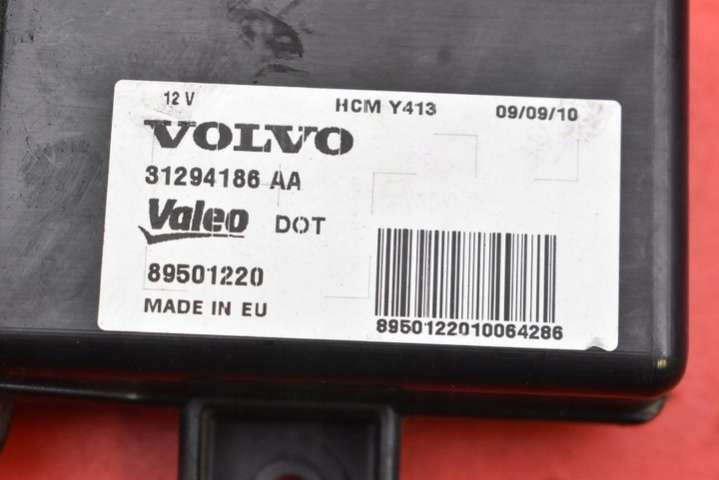 12 V HCM Y413 09/09/10
VOLVO
31294186 AA
Valeo DOT
89501220
MADE IN EU
8950122010064286